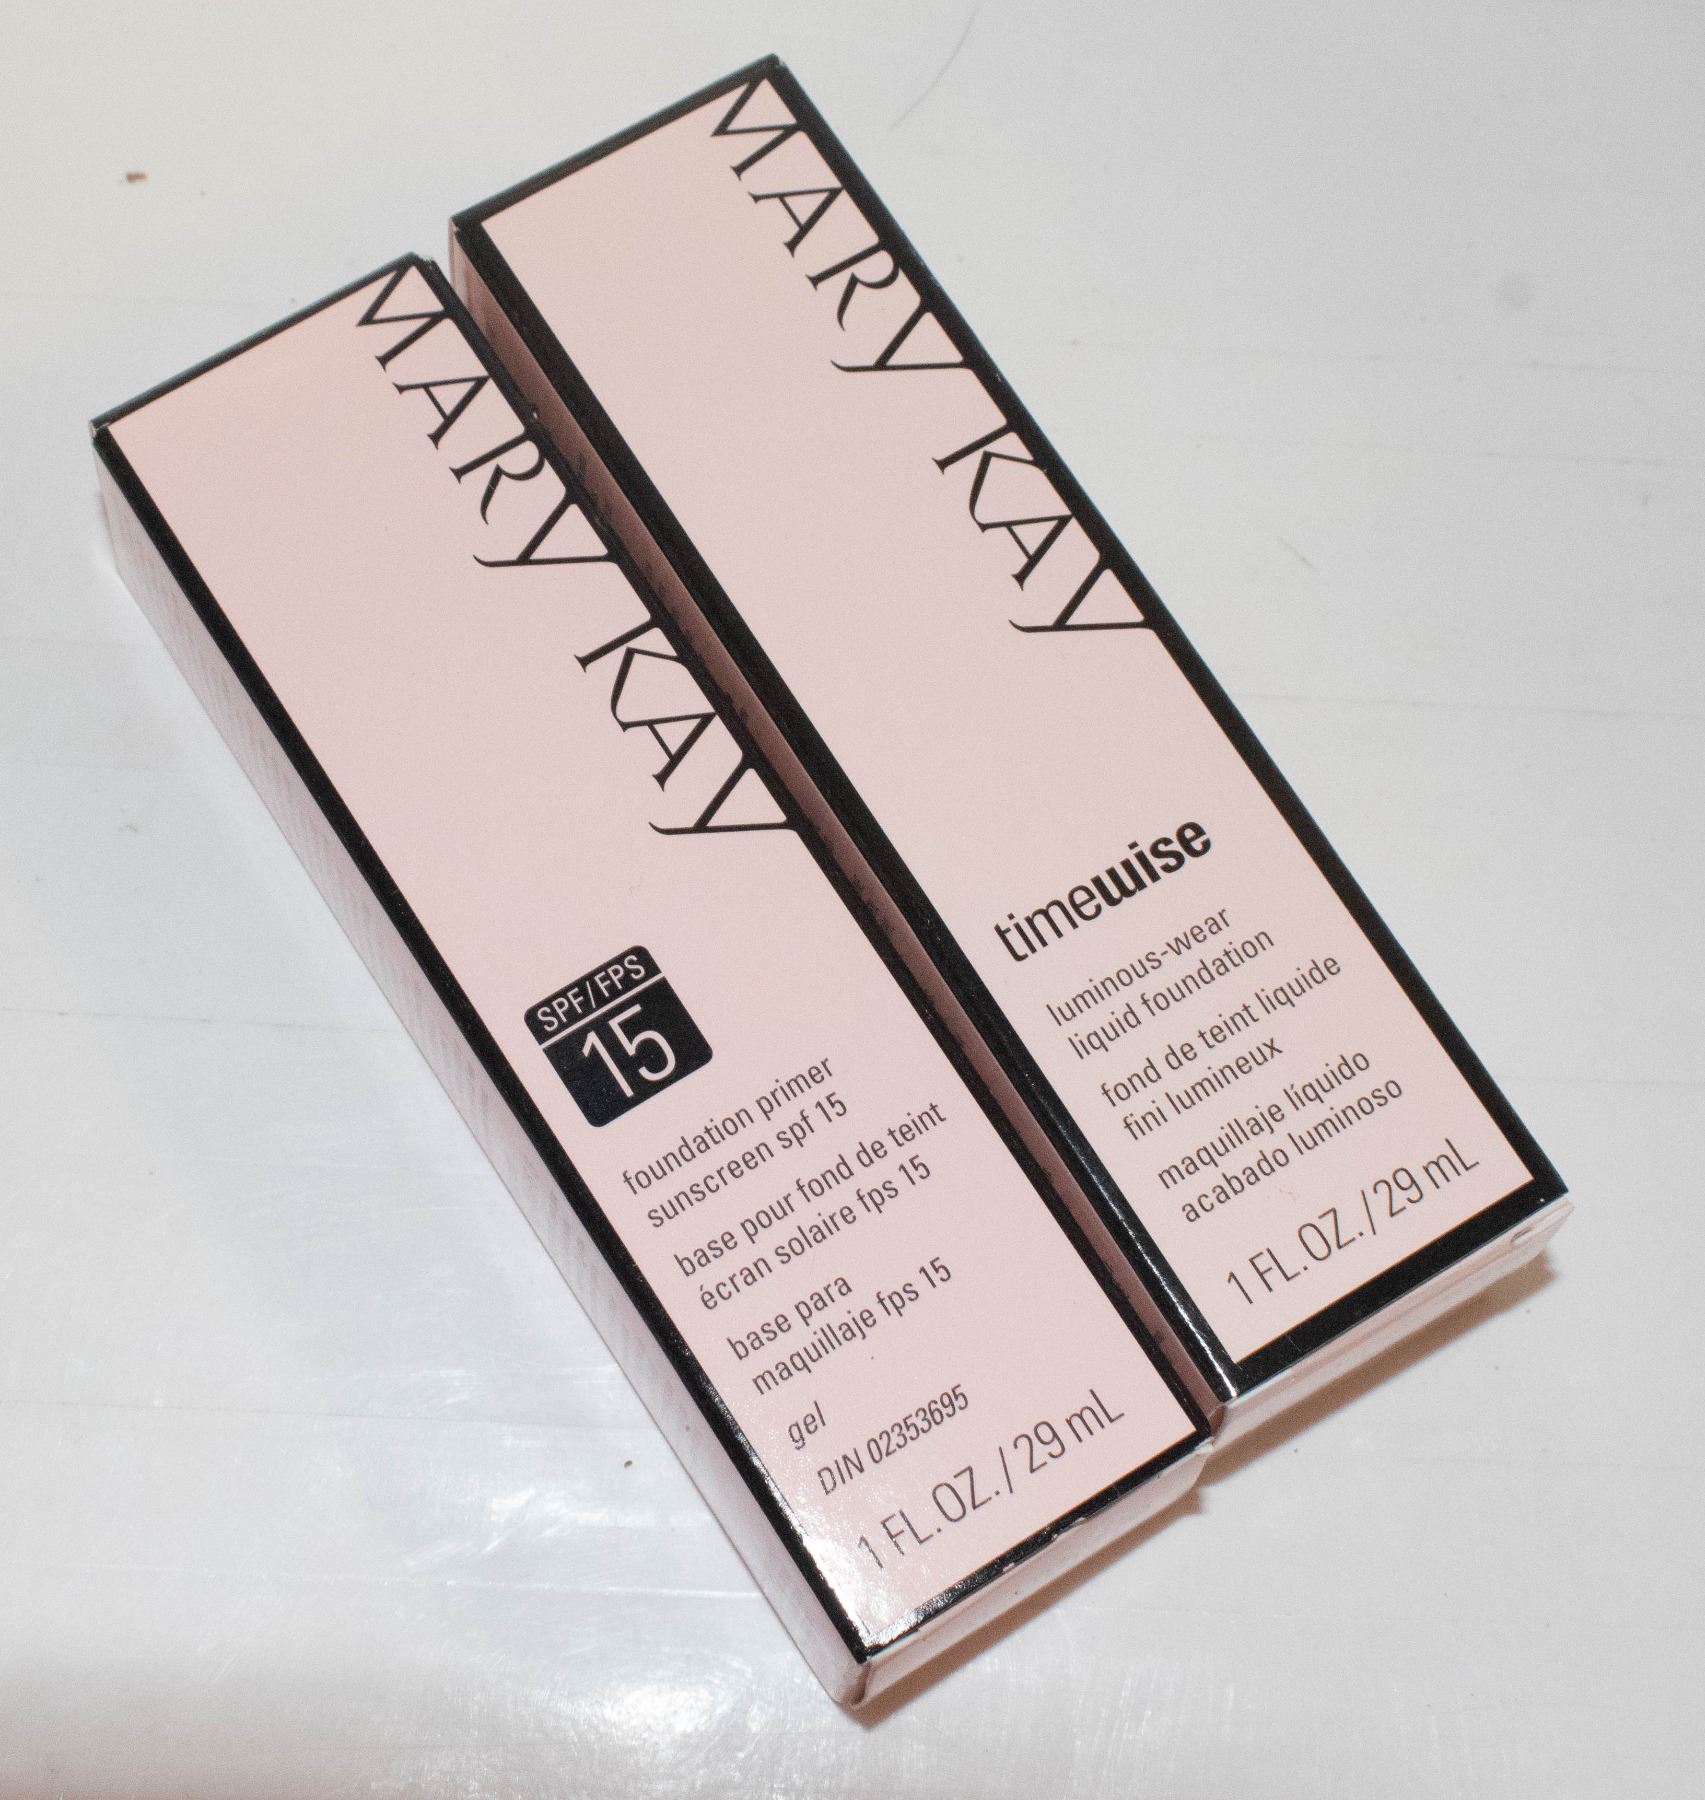 MARY KAY
SPF/FPS
15
foundation primer
sunscreen spf 15
base pour fond de teint
écran solaire fps 15
base para
maquillaje fps 15
gel
DIN 02353695
1 FL.OZ./29 mL
MARY KAY
timewise
luminous-wear
liquid foundation
fond de teint liquide
fini lumineux
maquillaje líquido
acabado luminoso
1 FL.OZ./29 mL